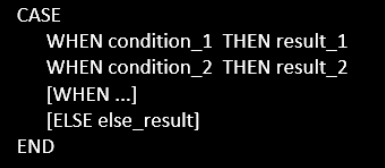 CASE
WHEN condition_1 THEN result_1
WHEN condition_2 THEN result_2
[WHEN ...]
[ELSE else_result]
END